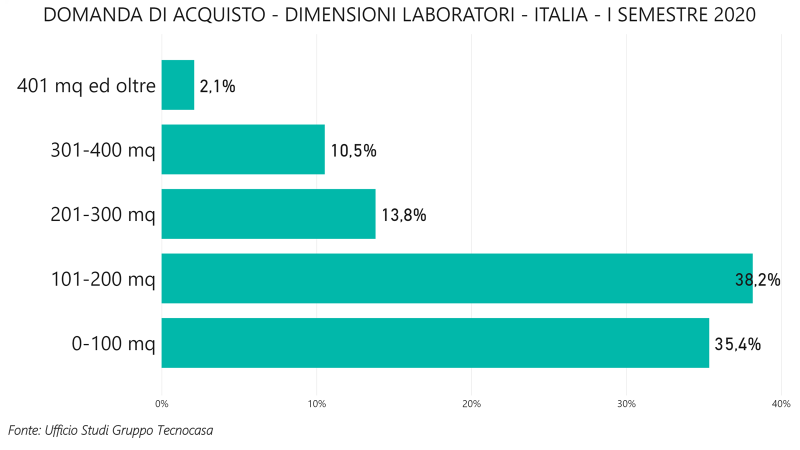 DOMANDA DI ACQUISTO - DIMENSIONI LABORATORI - ITALIA - I SEMESTRE 2020
401 mq ed oltre 2,1%
301-400 mq 10,5%
201-300 mq 13,8%
101-200 mq 38,2%
0-100 mq 35,4%
0% 10% 20% 30% 40%
Fonte: Ufficio Studi Gruppo Tecnocasa